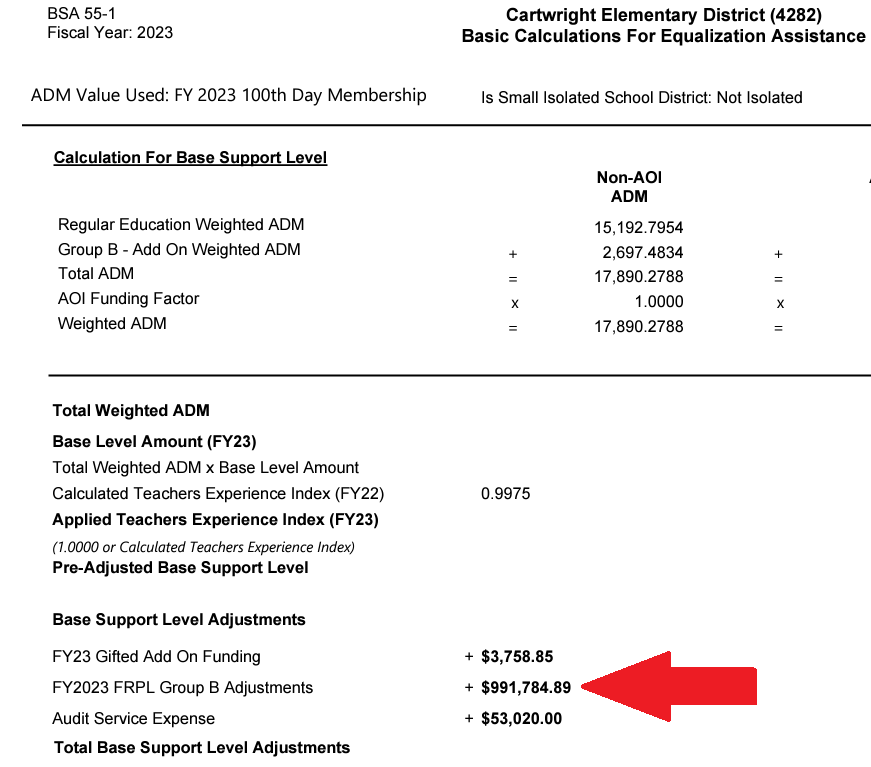 BSA 55-1
Fiscal Year: 2023
Cartwright Elementary District (4282)
Basic Calculations For Equalization Assistance
ADM Value Used: FY 2023 100th Day Membership
Is Small Isolated School District: Not Isolated
Calculation For Base Support Level
Non-AOI
ADM
Regular Education Weighted ADM 15,192.7954
Group B - Add On Weighted ADM + 2,697.4834 +
Total ADM = 17,890.2788 =
AOI Funding Factor x 1.0000 x
Weighted ADM = 17,890.2788 =
Total Weighted ADM
Base Level Amount (FY23)
Total Weighted ADM x Base Level Amount
Calculated Teachers Experience Index (FY22) 0.9975
Applied Teachers Experience Index (FY23)
(1.0000 or Calculated Teachers Experience Index)
Pre-Adjusted Base Support Level
Base Support Level Adjustments
FY23 Gifted Add On Funding + $3,758.85
FY2023 FRPL Group B Adjustments + $991,784.89
Audit Service Expense + $53,020.00
Total Base Support Level Adjustments